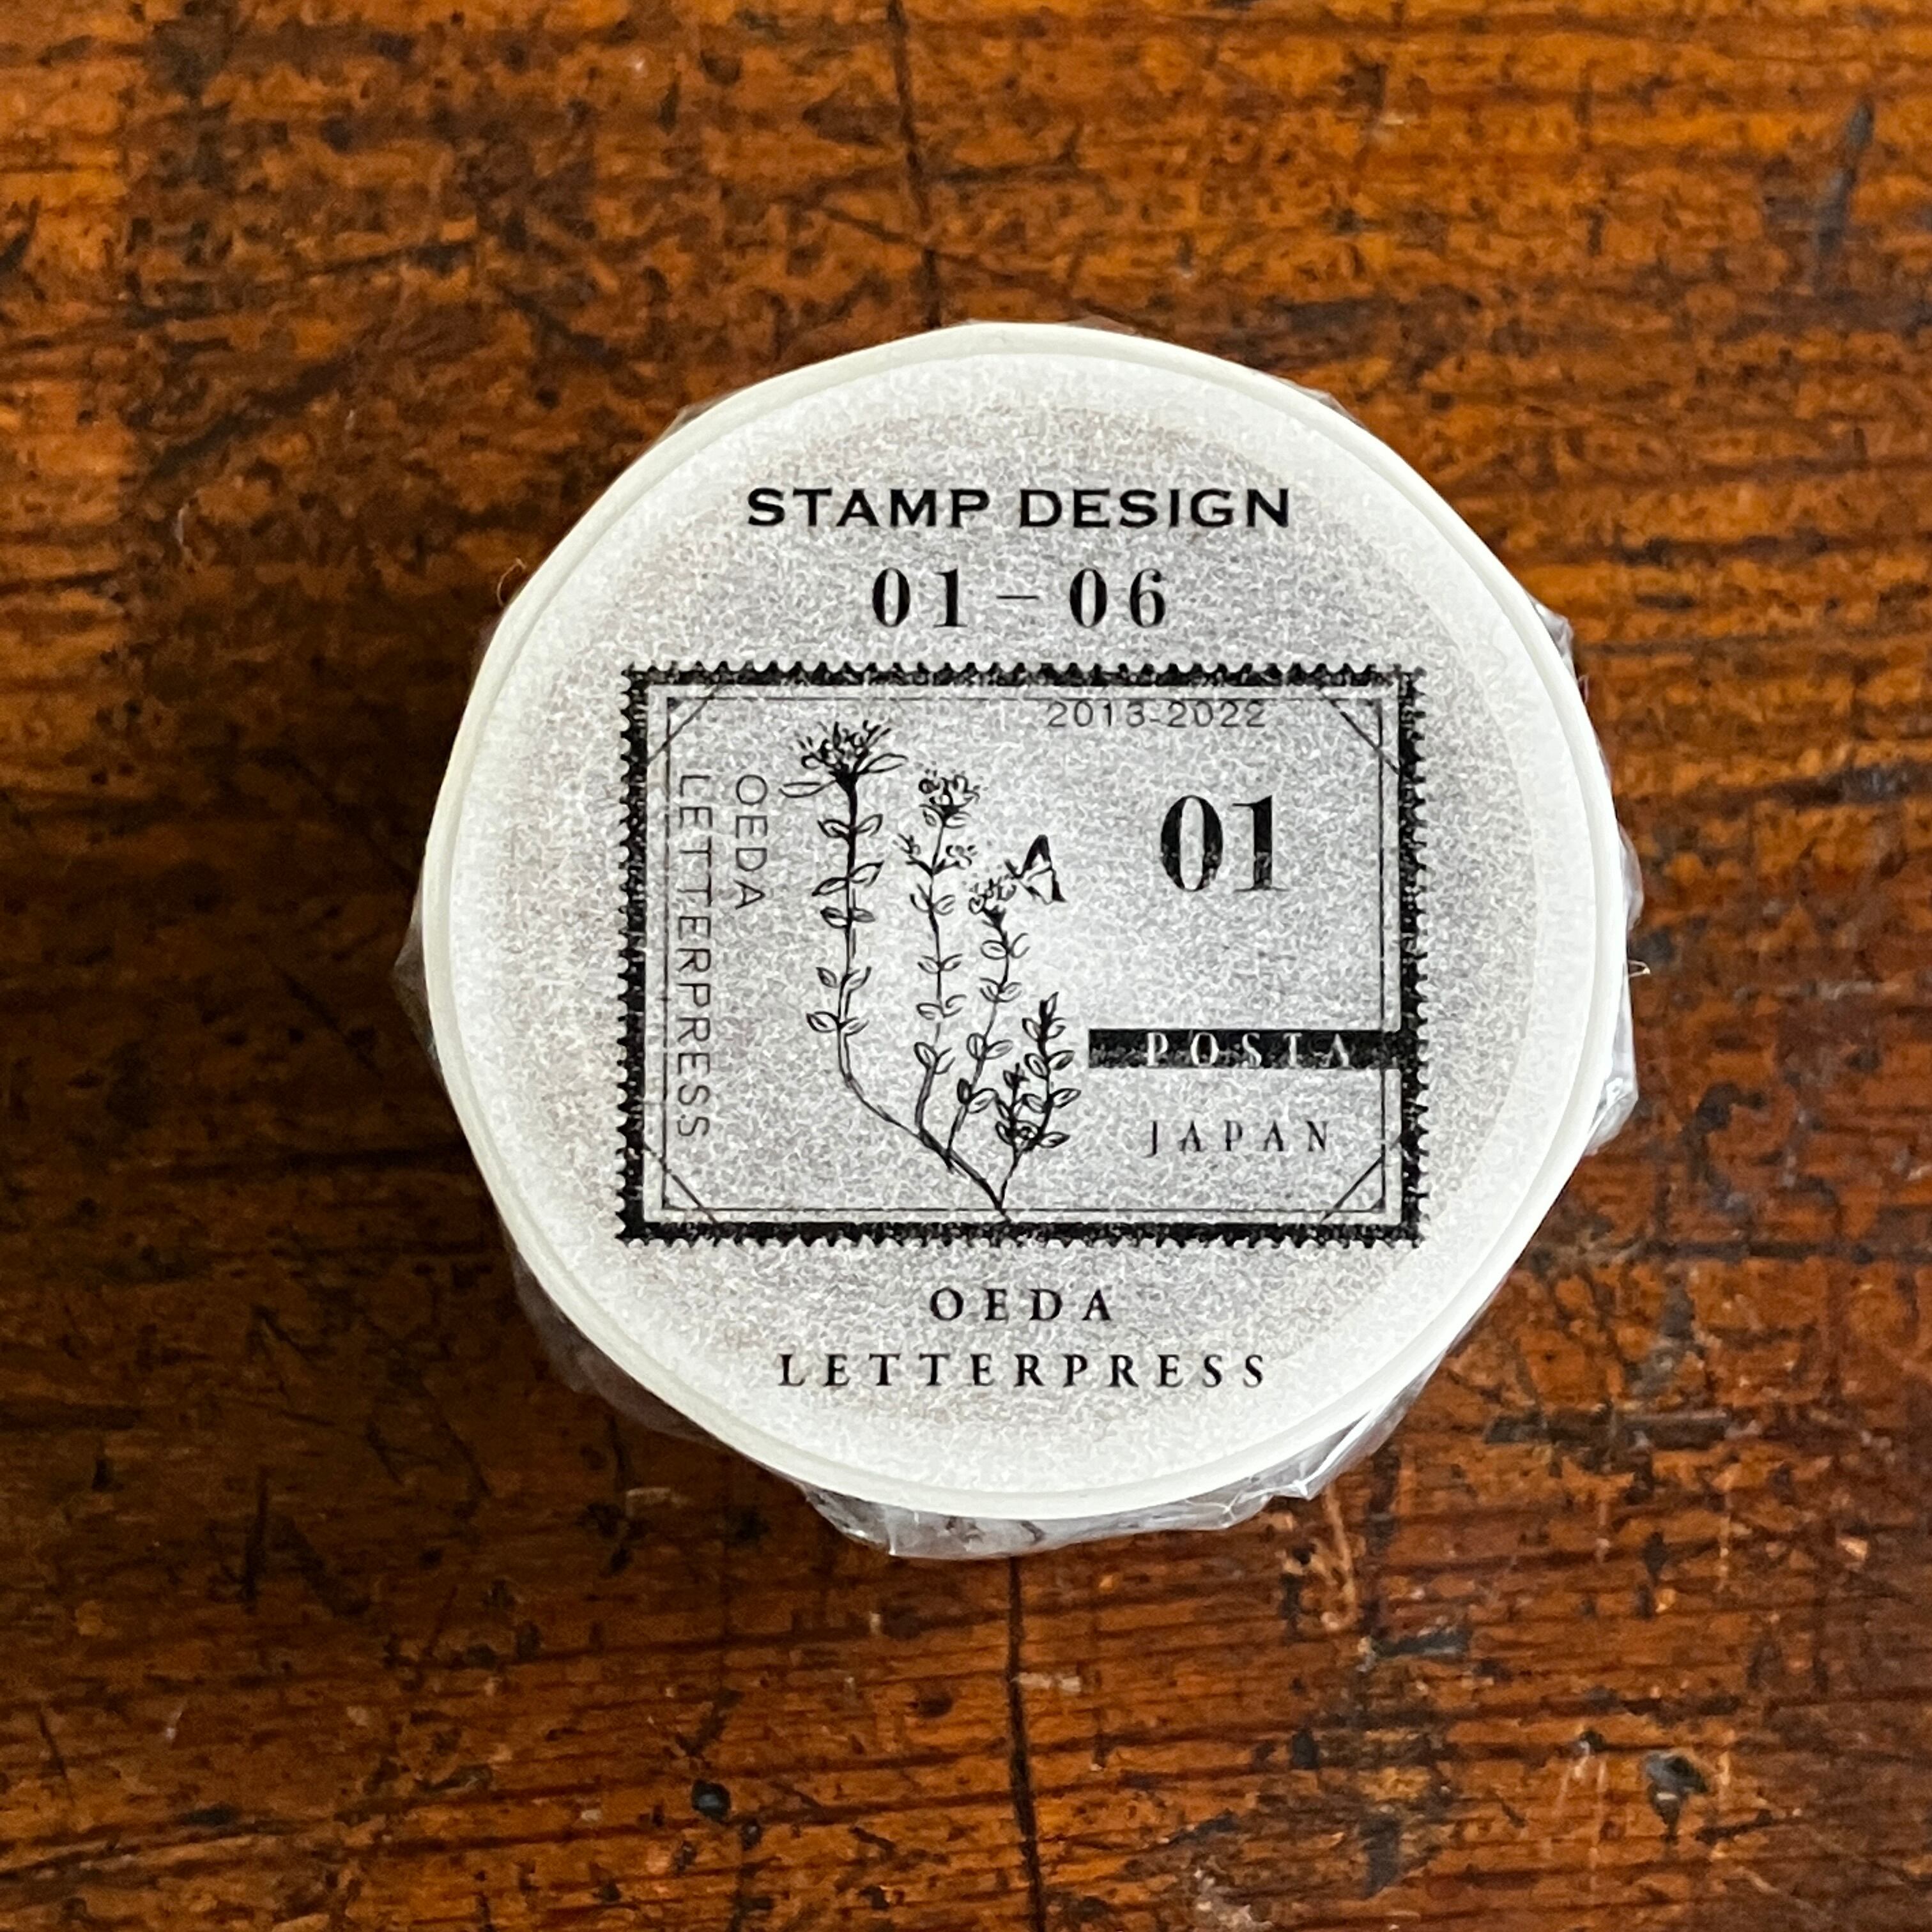 STAMP DESIGN
01-06
2013-2022
OEDA
LETTERPRESS
01
POSTA
JAPAN
OEDA
LETTERPRESS